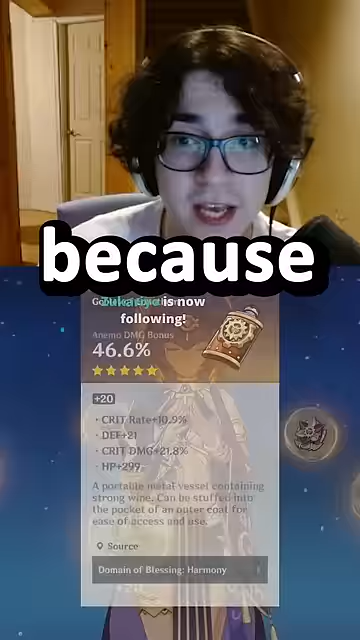 because
is now
following!
Anemo DMG Bonus
46.6%
+20
· CRIT Rate+10.9%
· DEF+21
· CRIT DMG+21.8%
· HP+299
A portable metal vessel containing
strong wine. Can be stuffed into
the pocket of an outer coat for
ease of access and use.
Source
Domain of Blessing: Harmony